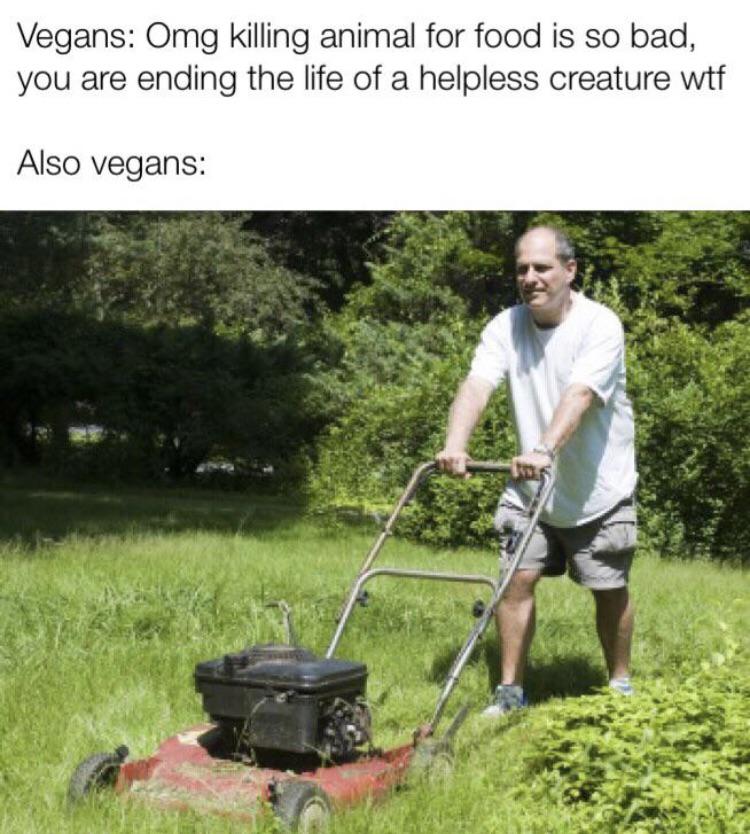 Vegans: Omg killing animal for food is so bad,
you are ending the life of a helpless creature wtf
Also vegans: